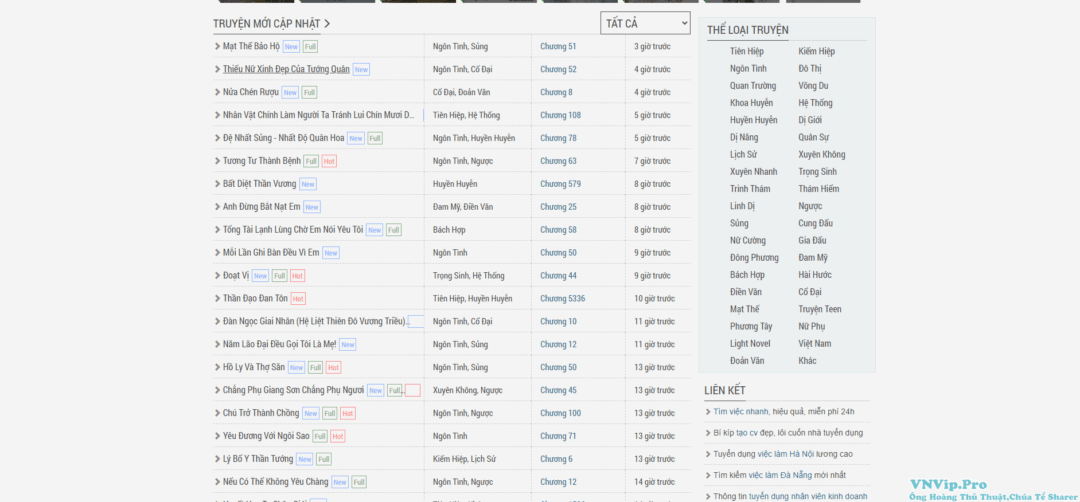 TRUYỆN MỚI CẬP NHẬT
TẤT CẢ
Mạt Thế Bảo Hộ New Full Ngôn Tình, Sủng Chương 51 3 giờ trước
Thiếu Nữ Xinh Đẹp Của Tướng Quân New Ngôn Tình, Cổ Đại Chương 52 4 giờ trước
Nửa Chén Rượu New Full Cổ Đại, Đoản Văn Chương 8 4 giờ trước
Nhân Vật Chính Làm Người Ta Tránh Lui Chín Mươi D... Tiên Hiệp, Hệ Thống Chương 108 5 giờ trước
Đệ Nhất Sủng - Nhất Độ Quân Hoa New Full Ngôn Tình, Huyền Huyễn Chương 78 5 giờ trước
Tương Tư Thành Bệnh Full Hot Ngôn Tình, Ngược Chương 63 7 giờ trước
Bất Diệt Thần Vương New Huyền Huyễn Chương 579 8 giờ trước
Anh Đừng Bắt Nạt Em New Đam Mỹ, Điền Văn Chương 25 8 giờ trước
Tổng Tài Lạnh Lùng Chờ Em Nói Yêu Tôi New Full Bách Hợp Chương 58 8 giờ trước
Mỗi Lần Ghi Bàn Đều Vì Em New Ngôn Tình Chương 50 9 giờ trước
Đoạt Vị New Full Hot Trọng Sinh, Hệ Thống Chương 44 9 giờ trước
Thần Đạo Đan Tôn Hot Tiên Hiệp, Huyền Huyễn Chương 5336 10 giờ trước
Đàn Ngọc Giai Nhân (Hệ Liệt Thiên Đô Vương Triều)... Ngôn Tình, Cổ Đại Chương 10 11 giờ trước
Năm Lão Đại Đều Gọi Tôi Là Mẹ! New Ngôn Tình, Sủng Chương 12 11 giờ trước
Hồ Ly Và Thợ Săn New Full Hot Ngôn Tình, Sủng Chương 50 13 giờ trước
Chẳng Phụ Giang Sơn Chẳng Phụ Ngươi New Full... Xuyên Không, Ngược Chương 45 13 giờ trước
Chú Trở Thành Chồng New Full Hot Ngôn Tình, Ngược Chương 100 13 giờ trước
Yêu Đương Với Ngôi Sao Full Hot Ngôn Tình Chương 71 13 giờ trước
Lý Bố Y Thần Tướng New Full Kiếm Hiệp, Lịch Sử Chương 6 13 giờ trước
Nếu Có Thể Không Yêu Chàng New Full Ngôn Tình, Ngược Chương 12 14 giờ trước
THỂ LOẠI TRUYỆN
Tiên Hiệp Kiếm Hiệp
Ngôn Tình Đô Thị
Quan Trường Võng Du
Khoa Huyễn Hệ Thống
Huyền Huyễn Dị Giới
Dị Năng Quân Sự
Lịch Sử Xuyên Không
Xuyên Nhanh Trọng Sinh
Trinh Thám Thám Hiểm
Linh Dị Ngược
Sủng Cung Đấu
Nữ Cường Gia Đấu
Đông Phương Đam Mỹ
Bách Hợp Hài Hước
Điền Văn Cổ Đại
Mạt Thế Truyện Teen
Phương Tây Nữ Phụ
Light Novel Việt Nam
Đoản Văn Khác
LIÊN KẾT
Tìm việc nhanh, hiệu quả, miễn phí 24h
Bí kíp tạo cv đẹp, lôi cuốn nhà tuyển dụng
Tuyển dụng việc làm Hà Nội lương cao
Tìm kiếm việc làm Đà Nẵng mới nhất
Thông tin tuyển dụng nhân viên kinh doanh
VNVip.Pro
Ông Hoàng Thủ Thuật,Chúa Tể Sharer